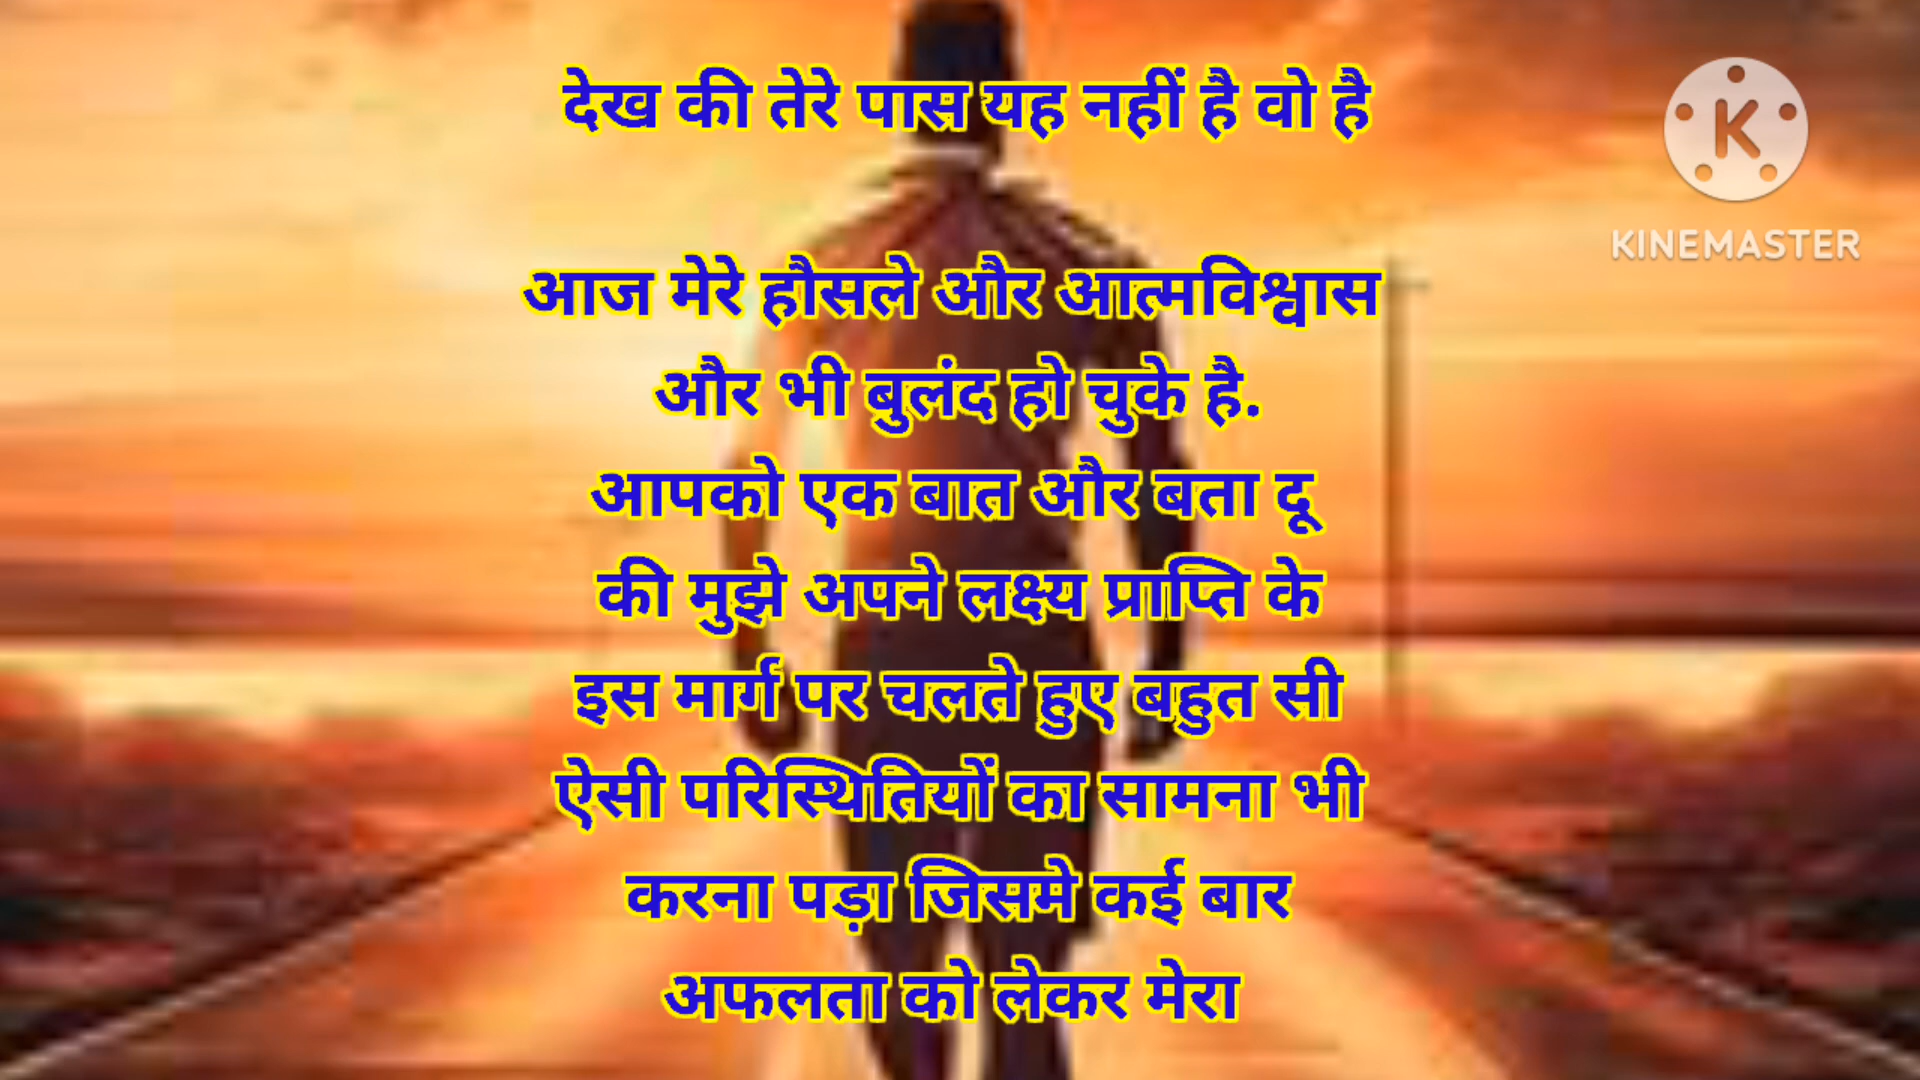 देख की तेरे पास यह नहीं है वो है
आज मेरे हौसले और आत्मविश्वास
और भी बुलंद हो चुके है.
आपको एक बात और बता दू
की मुझे अपने लक्ष्य प्राप्ति के
इस मार्ग पर चलते हुए बहुत सी
ऐसी परिस्थितियों का सामना भी
करना पड़ा जिसमे कई बार
अफलता को लेकर मेरा
K
KINEMASTER